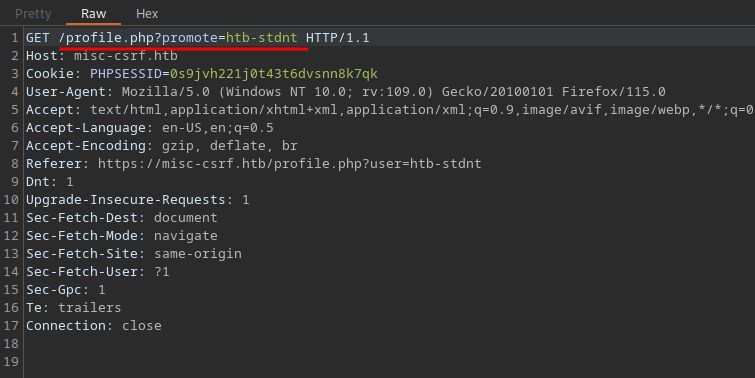 Pretty Raw Hex
1 GET /profile.php?promote=htb-stdnt HTTP/1.1
2 Host: misc-csrf.htb
3 Cookie: PHPSESSID=0s9jvh221j0t43t6dvsnn8k7qk
4 User-Agent: Mozilla/5.0 (Windows NT 10.0; rv:109.0) Gecko/20100101 Firefox/115.0
5 Accept: text/html,application/xhtml+xml,application/xml;q=0.9,image/avif,image/webp,*/*;q=0
6 Accept-Language: en-US,en;q=0.5
7 Accept-Encoding: gzip, deflate, br
8 Referer: https://misc-csrf.htb/profile.php?user=htb-stdnt
9 Dnt: 1
10 Upgrade-Insecure-Requests: 1
11 Sec-Fetch-Dest: document
12 Sec-Fetch-Mode: navigate
13 Sec-Fetch-Site: same-origin
14 Sec-Fetch-User: ?1
15 Sec-Gpc: 1
16 Te: trailers
17 Connection: close
18
19